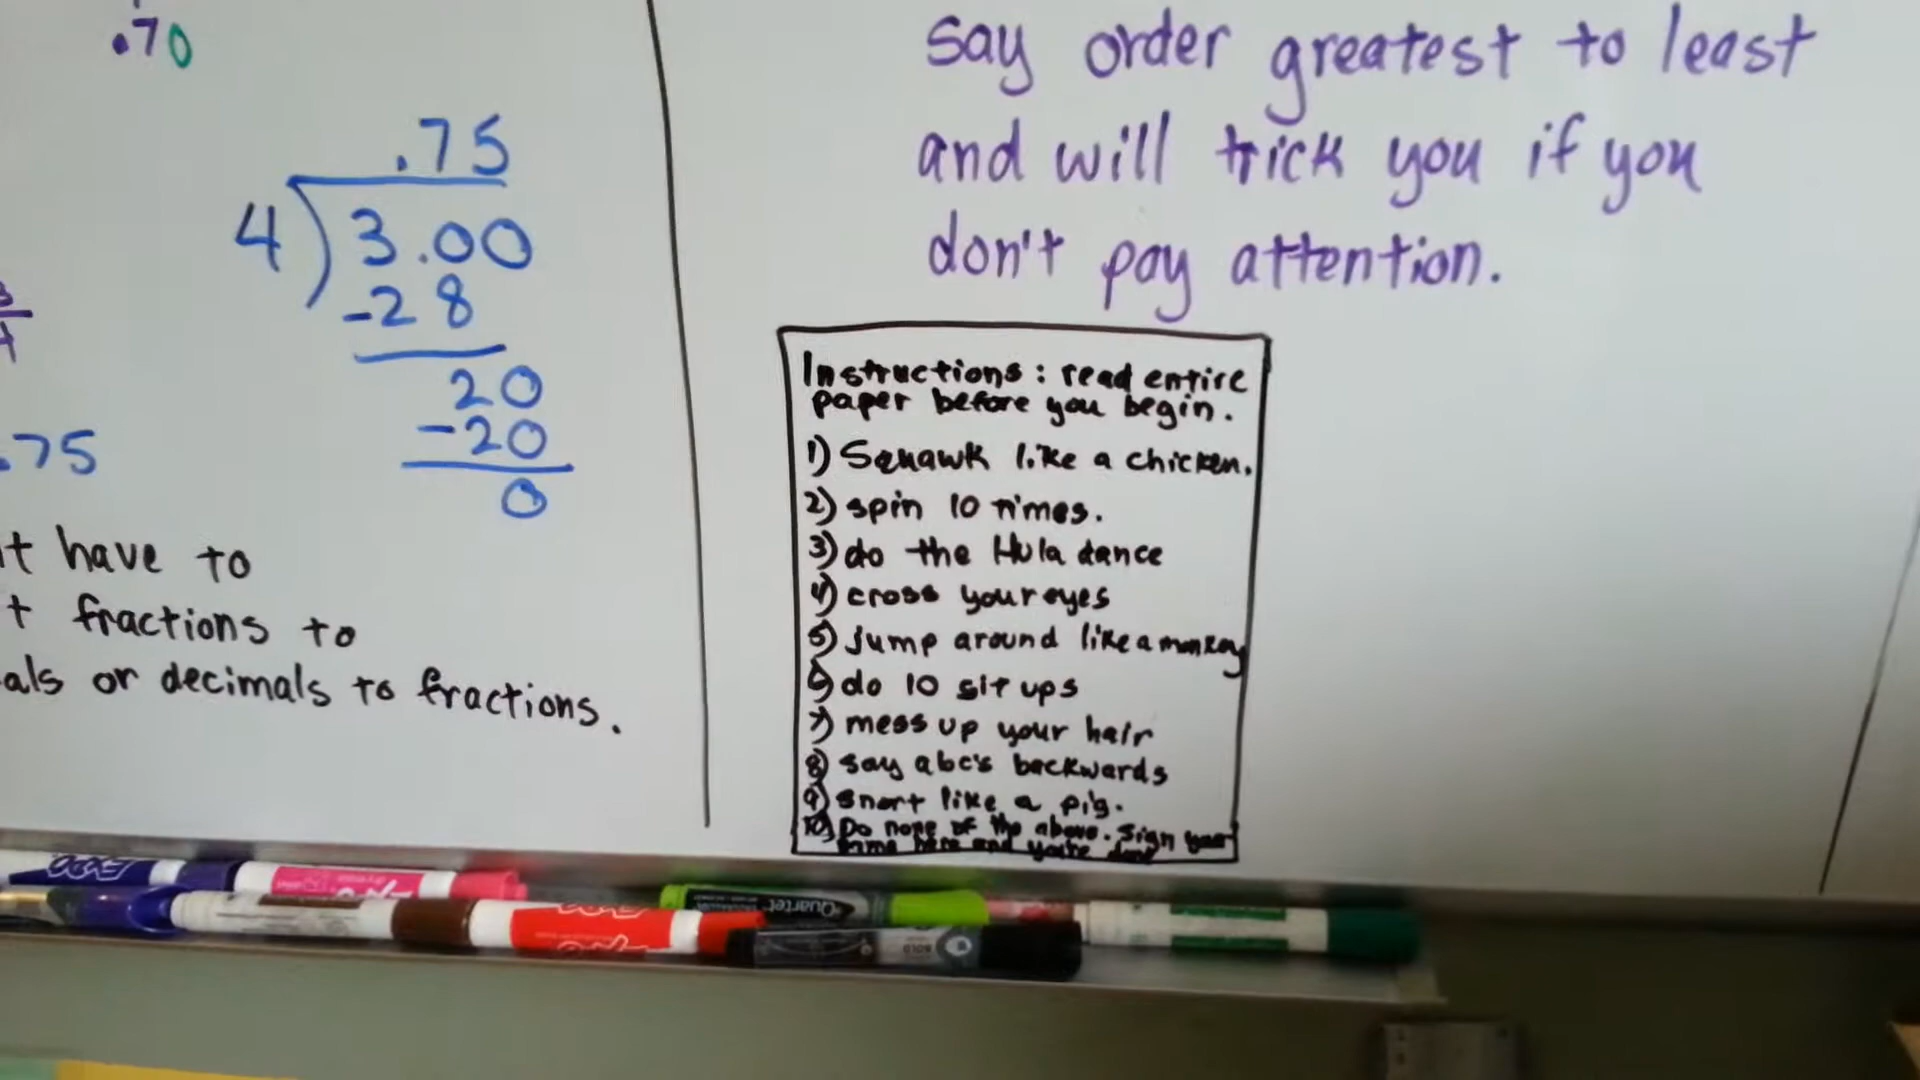 .70
.75
4)3.00
-28
20
-20
0
.75
t have to
t fractions to
als or decimals to fractions.
say order greatest to least
and will trick you if you
don't pay attention.
Instructions: read entire
paper before you begin.
1) Squawk like a chicken.
2) spin 10 times.
3) do the Hula dance
4) cross your eyes
5) Jump around like a monkey
6) do 10 sit ups
7) mess up your hair
8) say abc's backwards
9) snort like a pig.
10) Do none of the above. Sign your
name here and you're done
EXPO
Quartet
BOLD